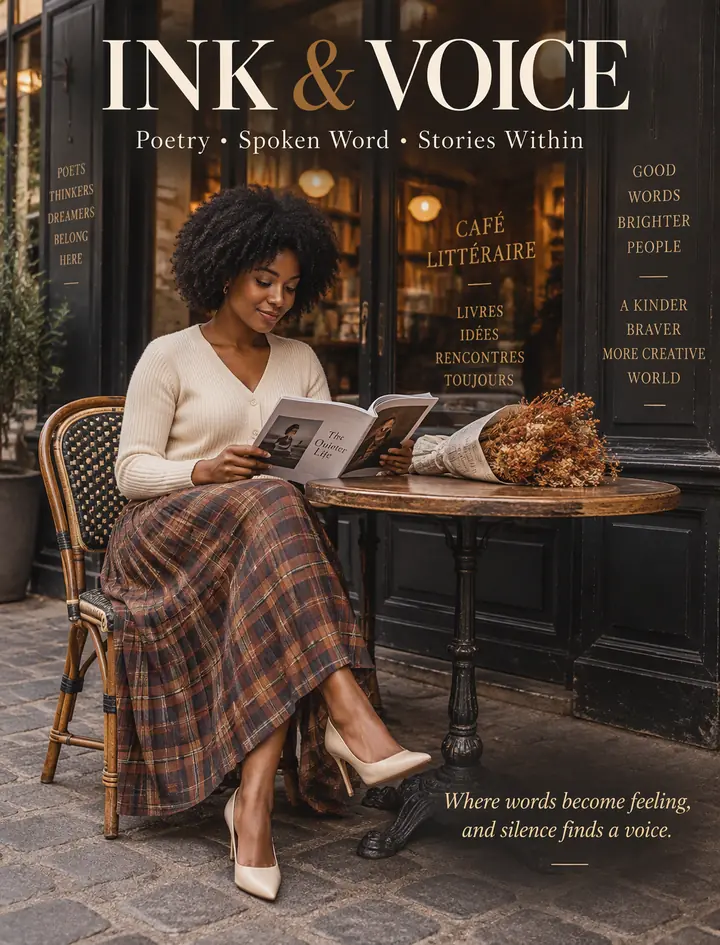 INK & VOICE
Poetry • Spoken Word • Stories Within
POETS
THINKERS
DREAMERS
BELONG
HERE
CAFÉ
LITTÉRAIRE
LIVRES
IDÉES
RENCONTRES
TOUJOURS
GOOD
WORDS
BRIGHTER
PEOPLE
A KINDER
BRAVER
MORE CREATIVE
WORLD
The
Quieter
Life
Where words become feeling,
and silence finds a voice.